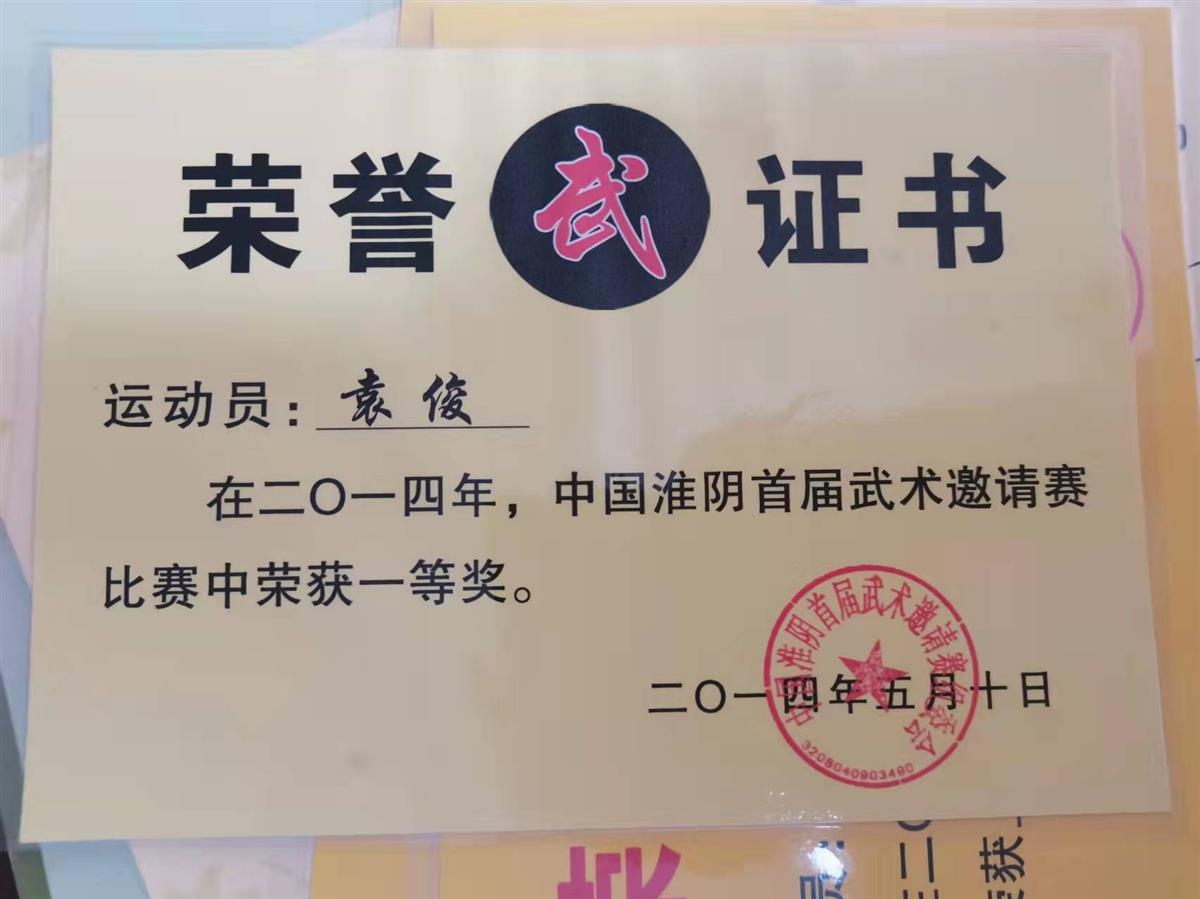 荣誉武证书
运动员：袁俊
在二〇一四年，中国淮阴首届武术邀请赛
比赛中荣获一等奖。
二〇一四年五月十日
中国淮阴首届武术邀请赛组委会
3208040903490